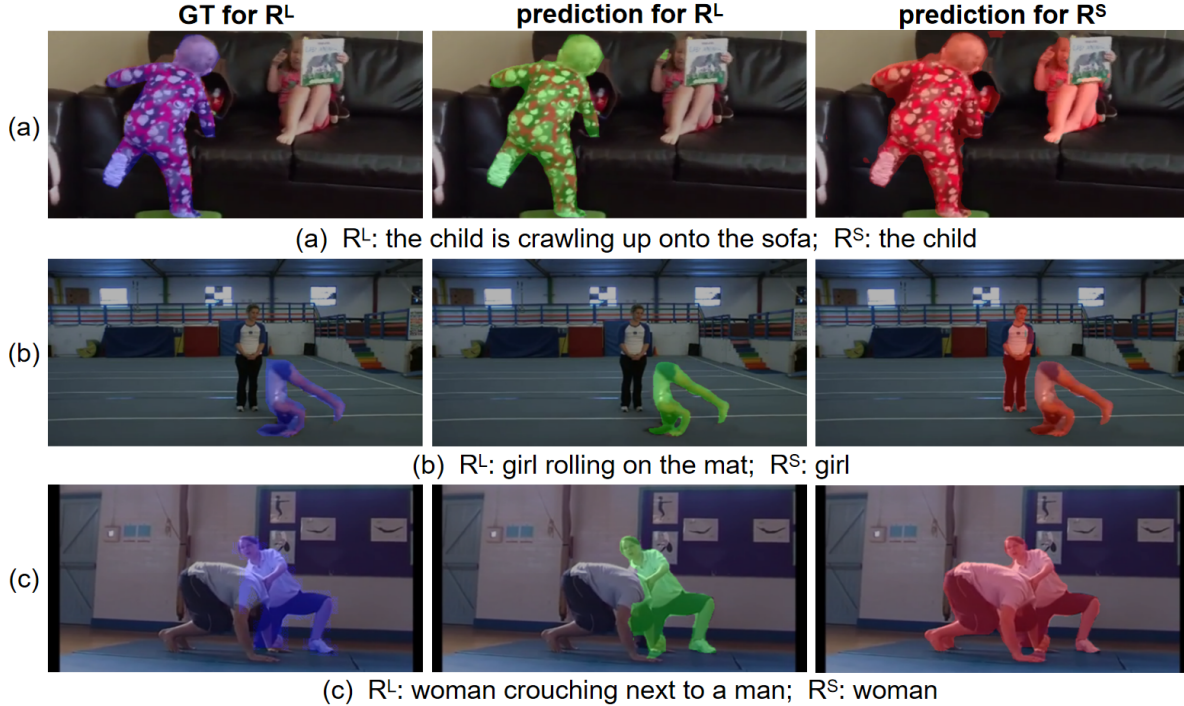 GT for Rᴸ prediction for Rᴸ prediction for Rˢ
(a)
(a) Rᴸ: the child is crawling up onto the sofa; Rˢ: the child
(b)
(b) Rᴸ: girl rolling on the mat; Rˢ: girl
(c)
(c) Rᴸ: woman crouching next to a man; Rˢ: woman